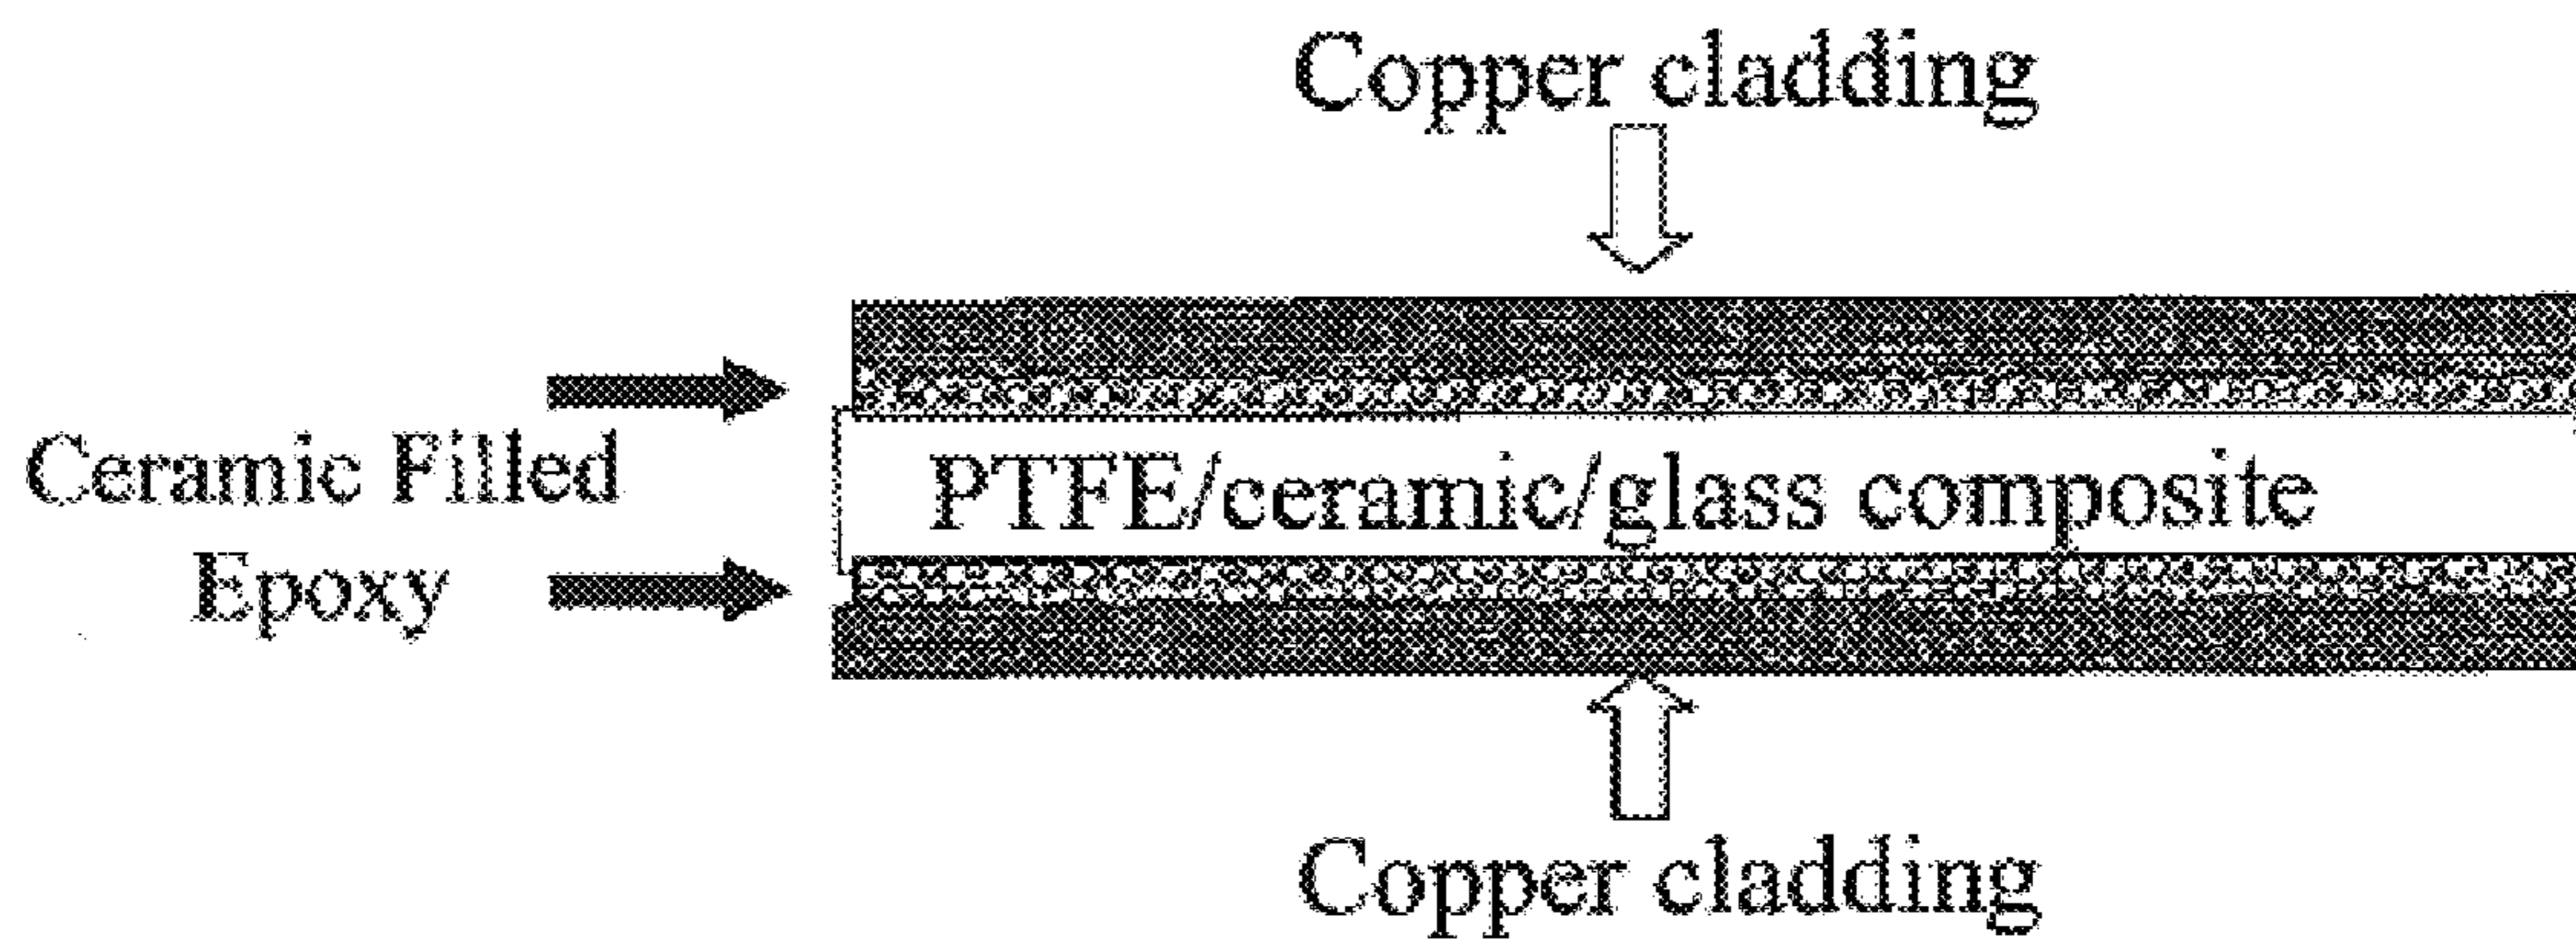 Copper cladding
Ceramic Filled
Epoxy
PTFE/ceramic/glass composite
Copper cladding